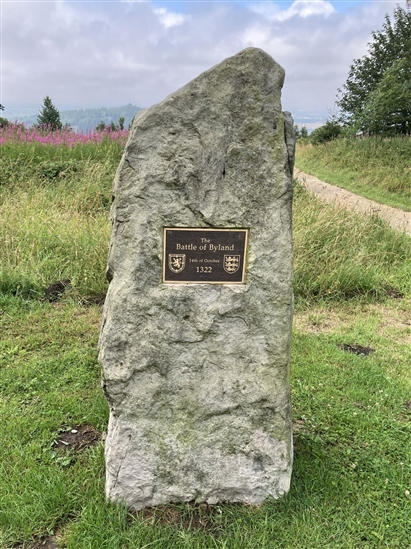 The
Battle of Byland
14th of October
1322